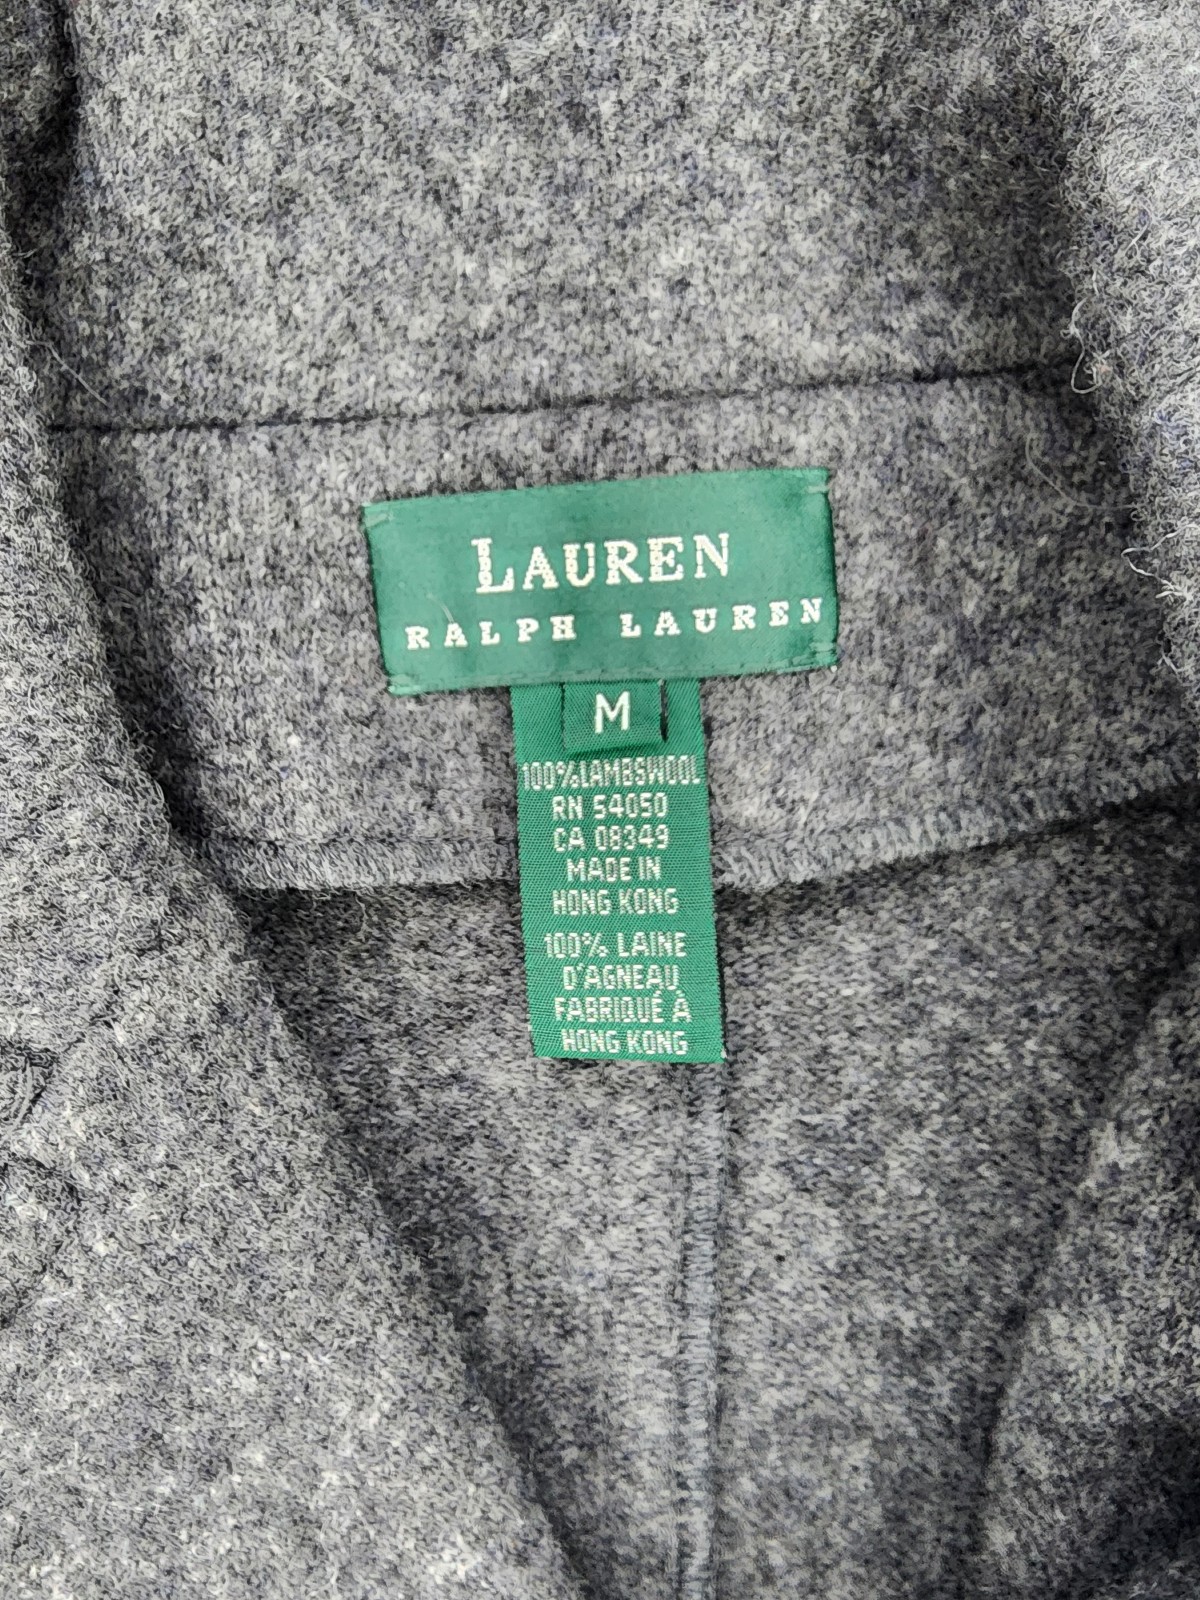 LAUREN
RALPH LAUREN
M
100%LAMBSWOOL
RN 54050
CA 08349
MADE IN
HONG KONG
100% LAINE
D'AGNEAU
FABRIQUÉ À
HONG KONG